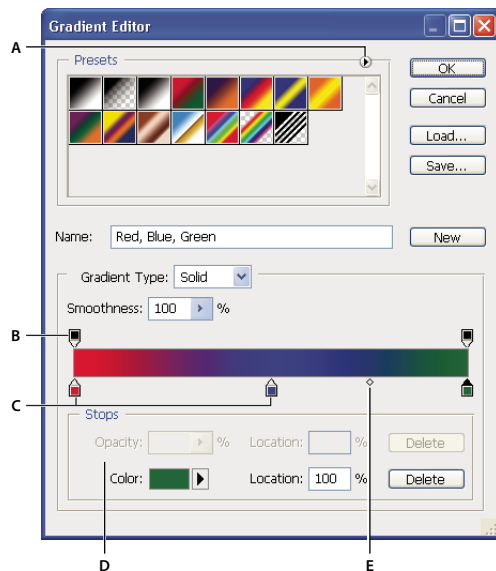 Gradient Editor
A
Presets
OK
Cancel
Load...
Save...
Name: Red, Blue, Green New
Gradient Type: Solid
Smoothness: 100 %
B
C
Stops
Opacity: % Location: % Delete
Color: Location: 100 % Delete
D E